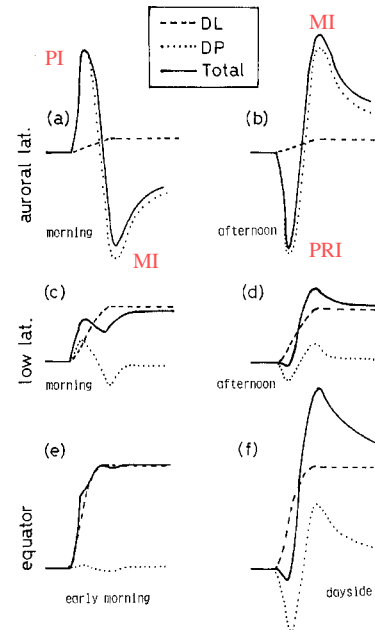 DL
DP
Total
PI
MI
(a)
(b)
auroral lat.
morning
afternoon
MI
PRI
(c)
(d)
low lat.
morning
afternoon
(e)
(f)
equator
early morning
dayside